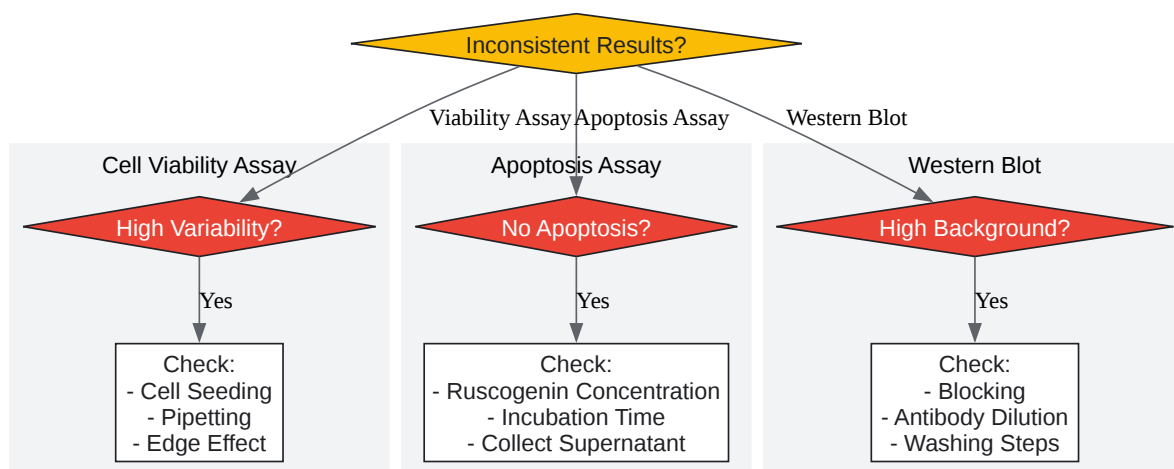 Inconsistent Results?
Viability Assay
Apoptosis Assay
Western Blot
Cell Viability Assay
Apoptosis Assay
Western Blot
High Variability?
No Apoptosis?
High Background?
Yes
Yes
Yes
Check:
- Cell Seeding
- Pipetting
- Edge Effect
Check:
- Ruscogenin Concentration
- Incubation Time
- Collect Supernatant
Check:
- Blocking
- Antibody Dilution
- Washing Steps